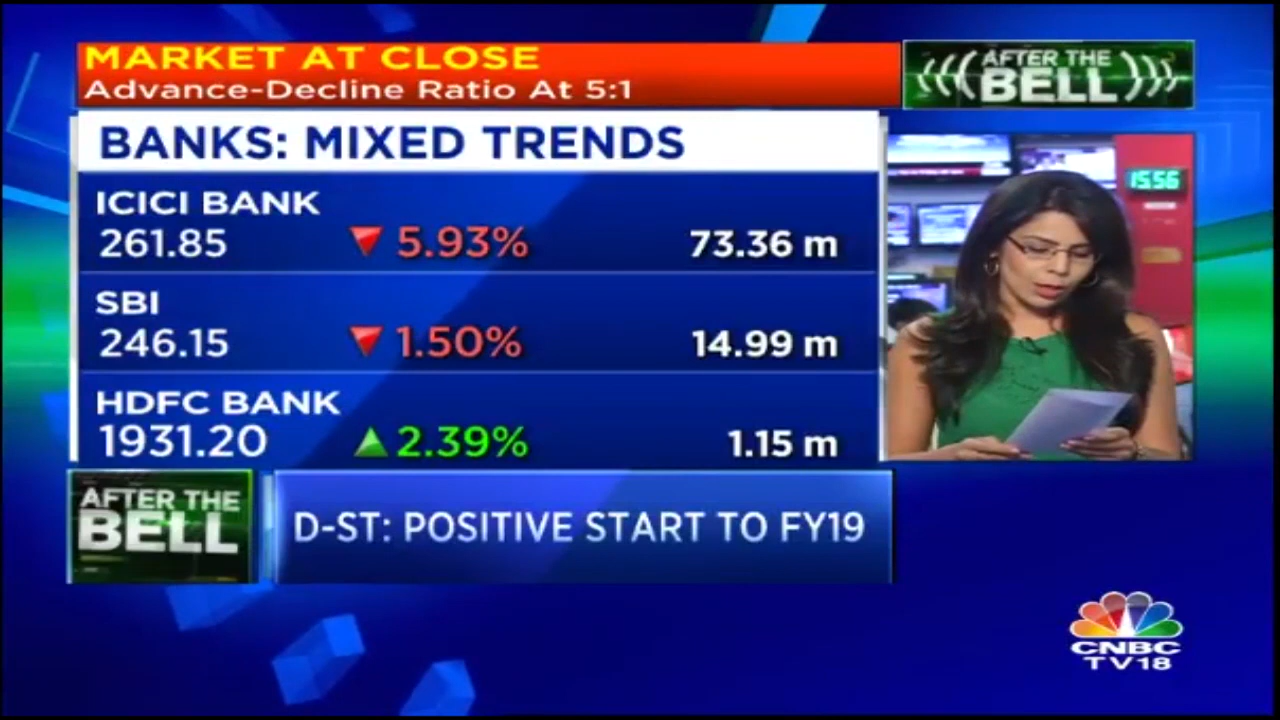 MARKET AT CLOSE
Advance-Decline Ratio At 5:1
AFTER THE
BELL
BANKS: MIXED TRENDS
ICICI BANK
261.85 ▼ 5.93% 73.36 m
SBI
246.15 ▼ 1.50% 14.99 m
HDFC BANK
1931.20 ▲ 2.39% 1.15 m
15:56
AFTER THE
BELL
D-ST: POSITIVE START TO FY19
CNBC
TV18